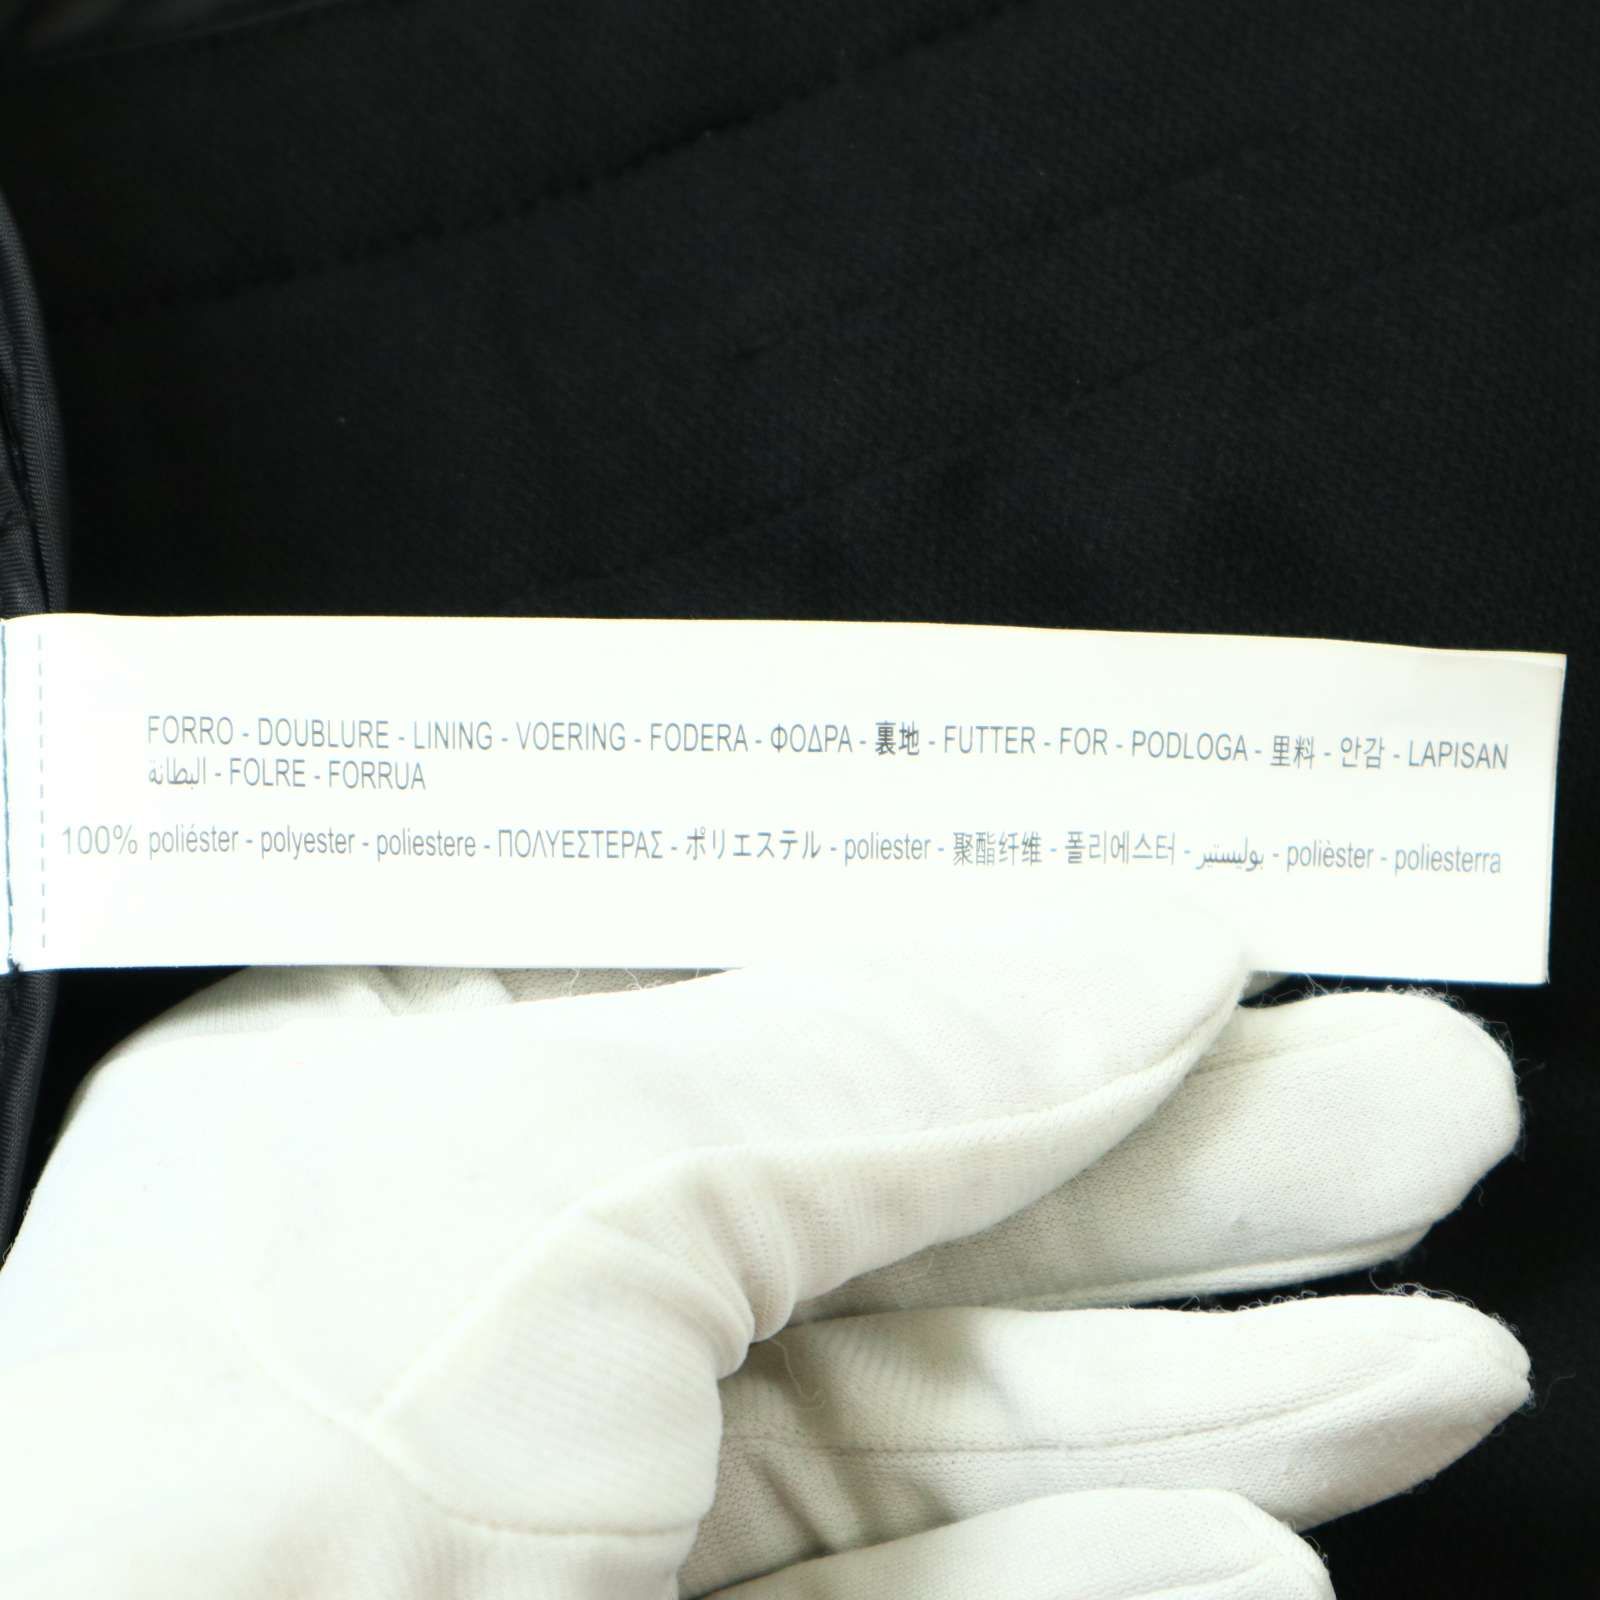 FORRO - DOUBLURE - LINING - VOERING - FODERA - ΦΟΔΡΑ - 裏地 - FUTTER - FOR - PODLOGA - 里料 - 안감 - LAPISAN
البطانة - FOLRE - FORRUA
100% poliéster - polyester - poliestere - ΠΟΛΥΕΣΤΕΡΑΣ - ポリエステル - poliester - 聚酯纤维 - 폴리에스터 - بوليستير - polièster - poliesterra